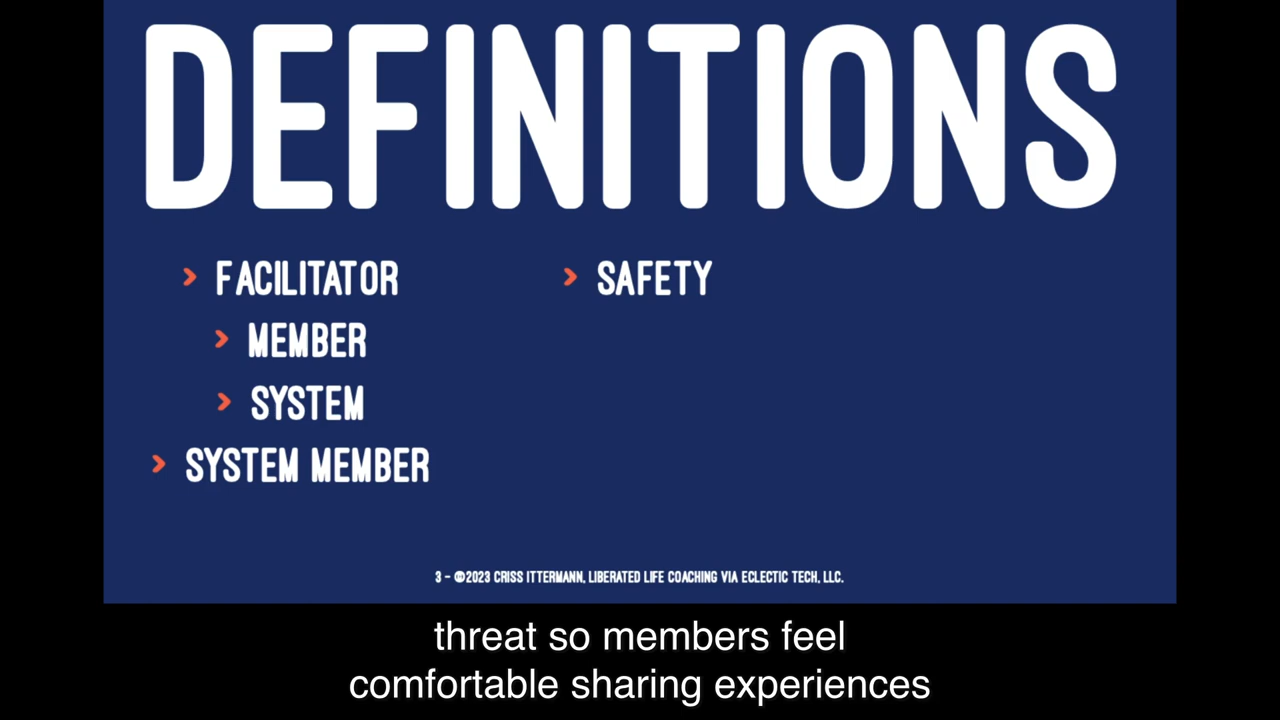 DEFINITIONS
FACILITATOR
MEMBER
SYSTEM
SYSTEM MEMBER
SAFETY
3 - ©2023 CRISS ITTERMANN, LIBERATED LIFE COACHING VIA ECLECTIC TECH, LLC.
threat so members feel
comfortable sharing experiences